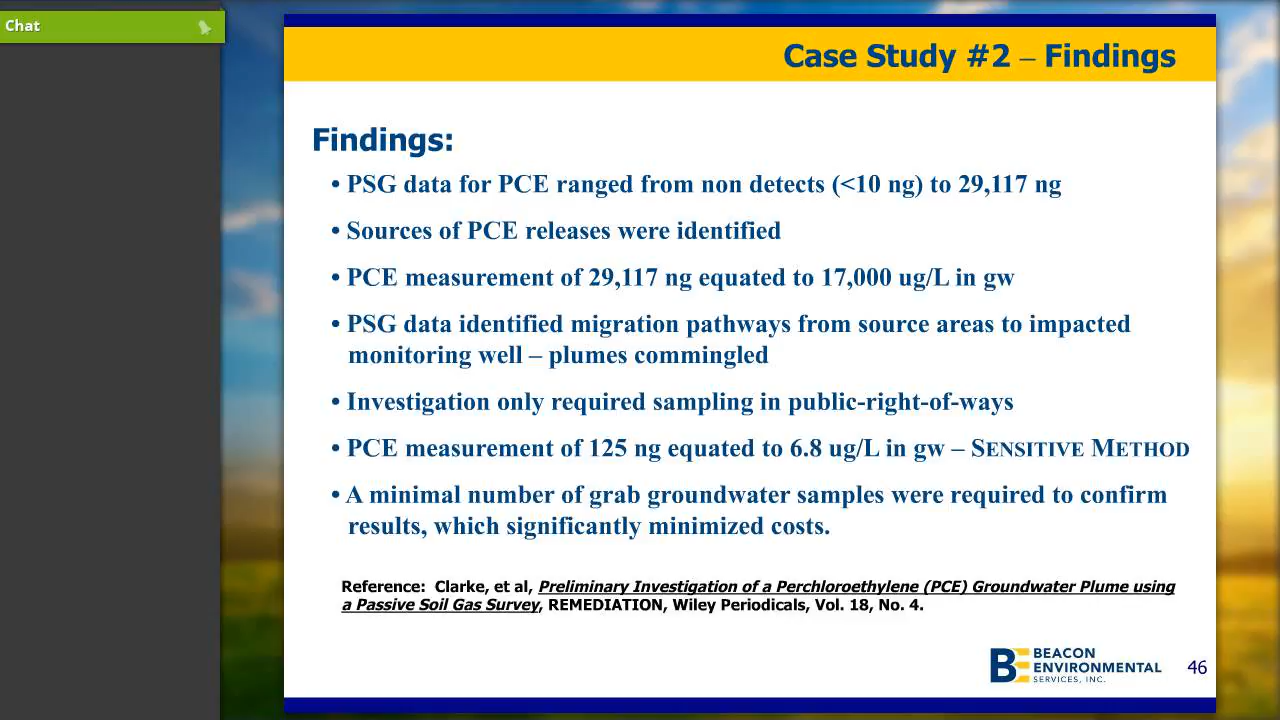 Chat
Case Study #2 – Findings
Findings:
• PSG data for PCE ranged from non detects (<10 ng) to 29,117 ng
• Sources of PCE releases were identified
• PCE measurement of 29,117 ng equated to 17,000 ug/L in gw
• PSG data identified migration pathways from source areas to impacted
monitoring well – plumes commingled
• Investigation only required sampling in public-right-of-ways
• PCE measurement of 125 ng equated to 6.8 ug/L in gw – SENSITIVE METHOD
• A minimal number of grab groundwater samples were required to confirm
results, which significantly minimized costs.
Reference: Clarke, et al, Preliminary Investigation of a Perchloroethylene (PCE) Groundwater Plume using
a Passive Soil Gas Survey, REMEDIATION, Wiley Periodicals, Vol. 18, No. 4.
BE
BEACON
ENVIRONMENTAL
SERVICES, INC.
46